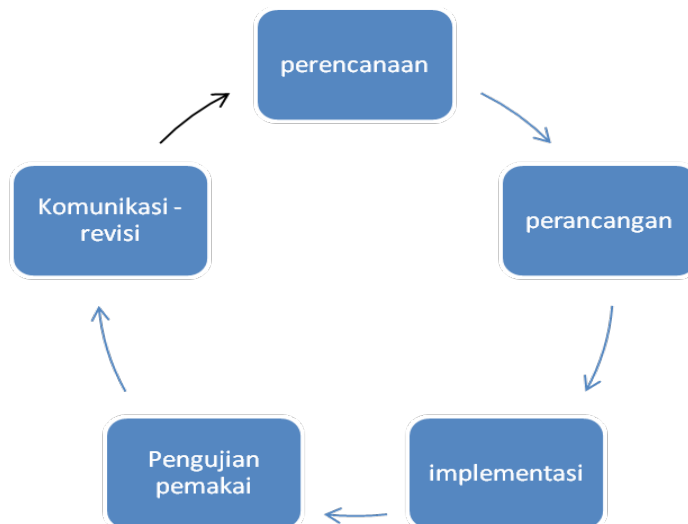 perencanaan
perancangan
implementasi
Pengujian
pemakai
Komunikasi -
revisi